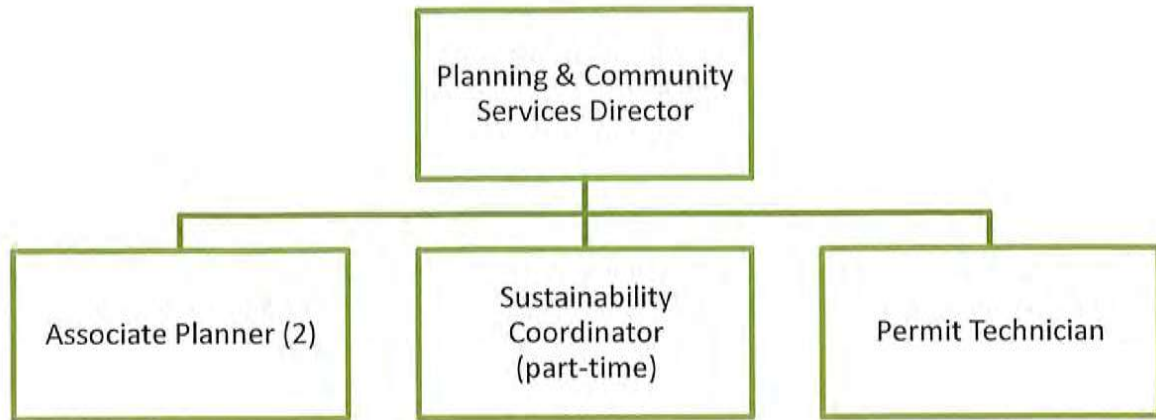 Planning & Community
Services Director
Associate Planner (2)
Sustainability
Coordinator
(part-time)
Permit Technician